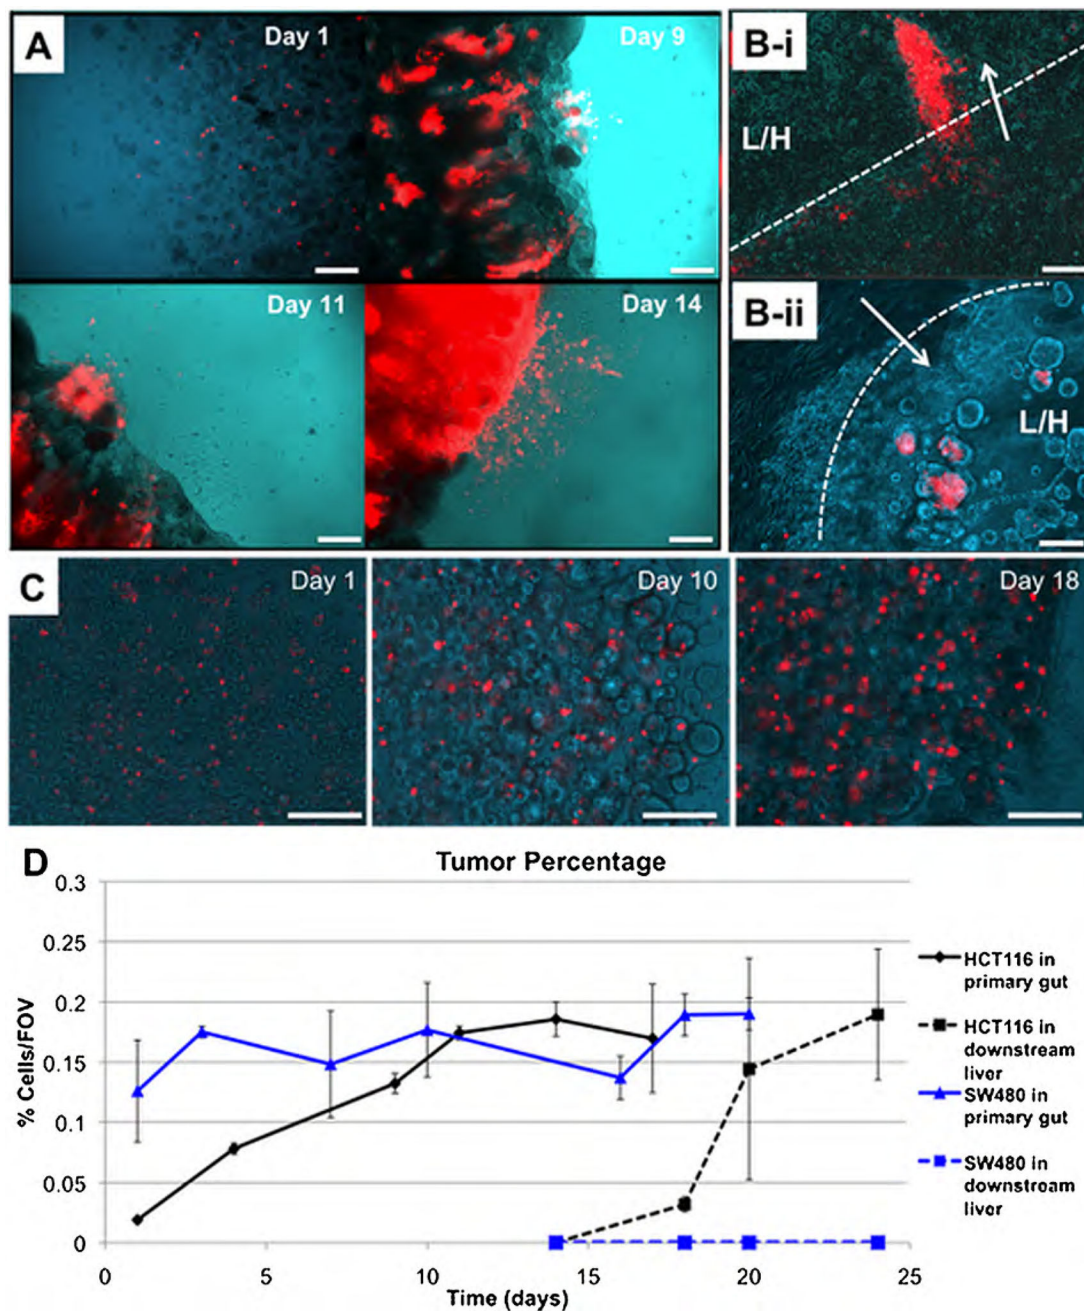 A
Day 1
Day 9
B-i
L/H
Day 11
Day 14
B-ii
L/H
C
Day 1
Day 10
Day 18
D
Tumor Percentage
% Cells/FOV
0.3
0.25
0.2
0.15
0.1
0.05
0
0
5
10
15
20
25
Time (days)
HCT116 in
primary gut
HCT116 in
downstream
liver
SW480 in
primary gut
SW480 in
downstream
liver